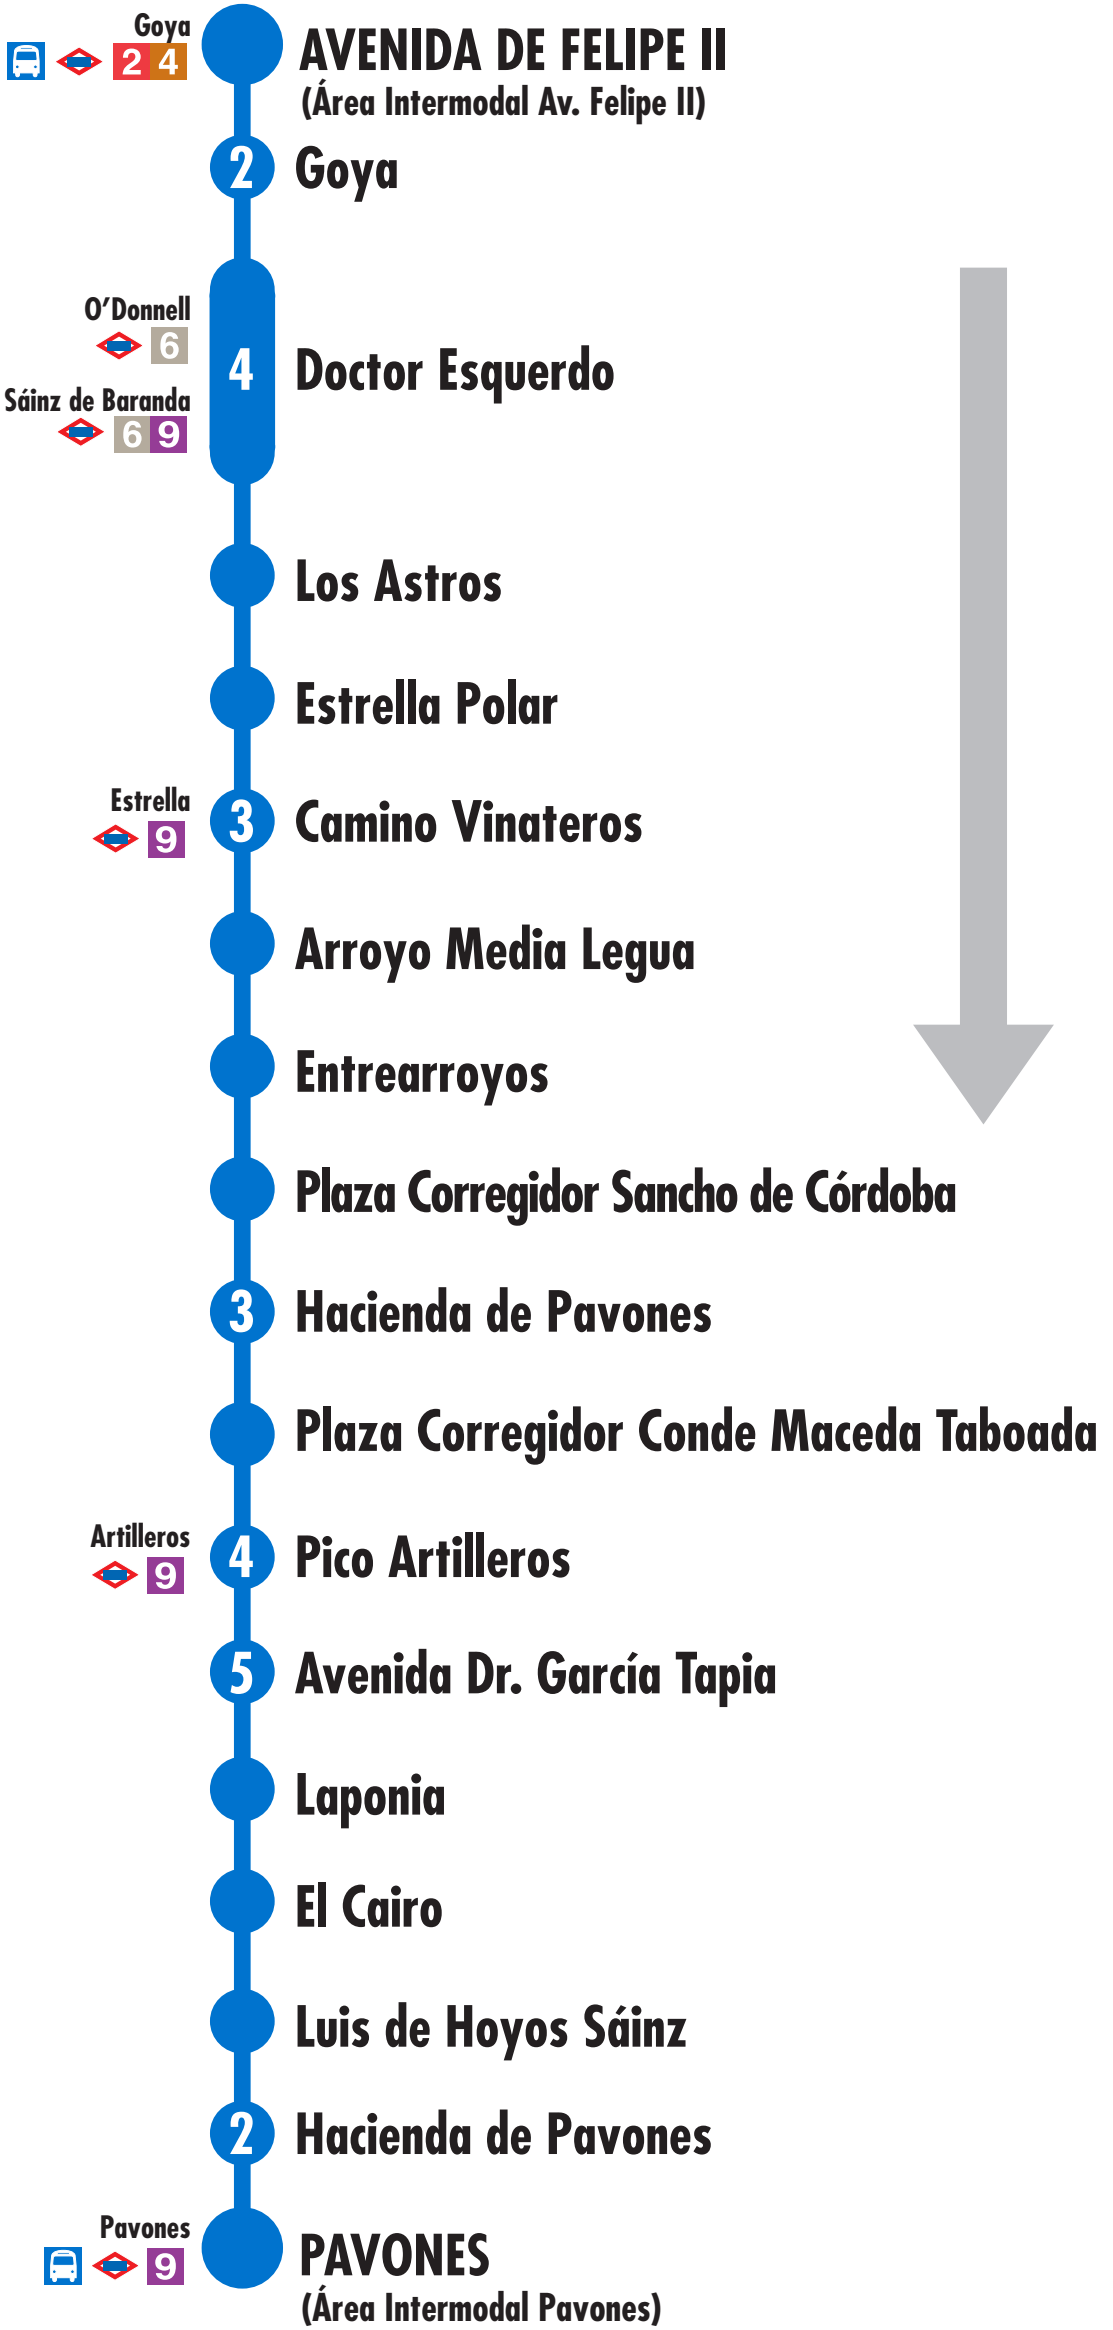 Goya
2 4
AVENIDA DE FELIPE II
(Área Intermodal Av. Felipe II)
2 Goya
O’Donnell
6
4 Doctor Esquerdo
Sáinz de Baranda
6 9
Los Astros
Estrella Polar
Estrella
9
3 Camino Vinateros
Arroyo Media Legua
Entrearroyos
Plaza Corregidor Sancho de Córdoba
3 Hacienda de Pavones
Plaza Corregidor Conde Maceda Taboada
Artilleros
9
4 Pico Artilleros
5 Avenida Dr. García Tapia
Laponia
El Cairo
Luis de Hoyos Sáinz
2 Hacienda de Pavones
Pavones
9
PAVONES
(Área Intermodal Pavones)